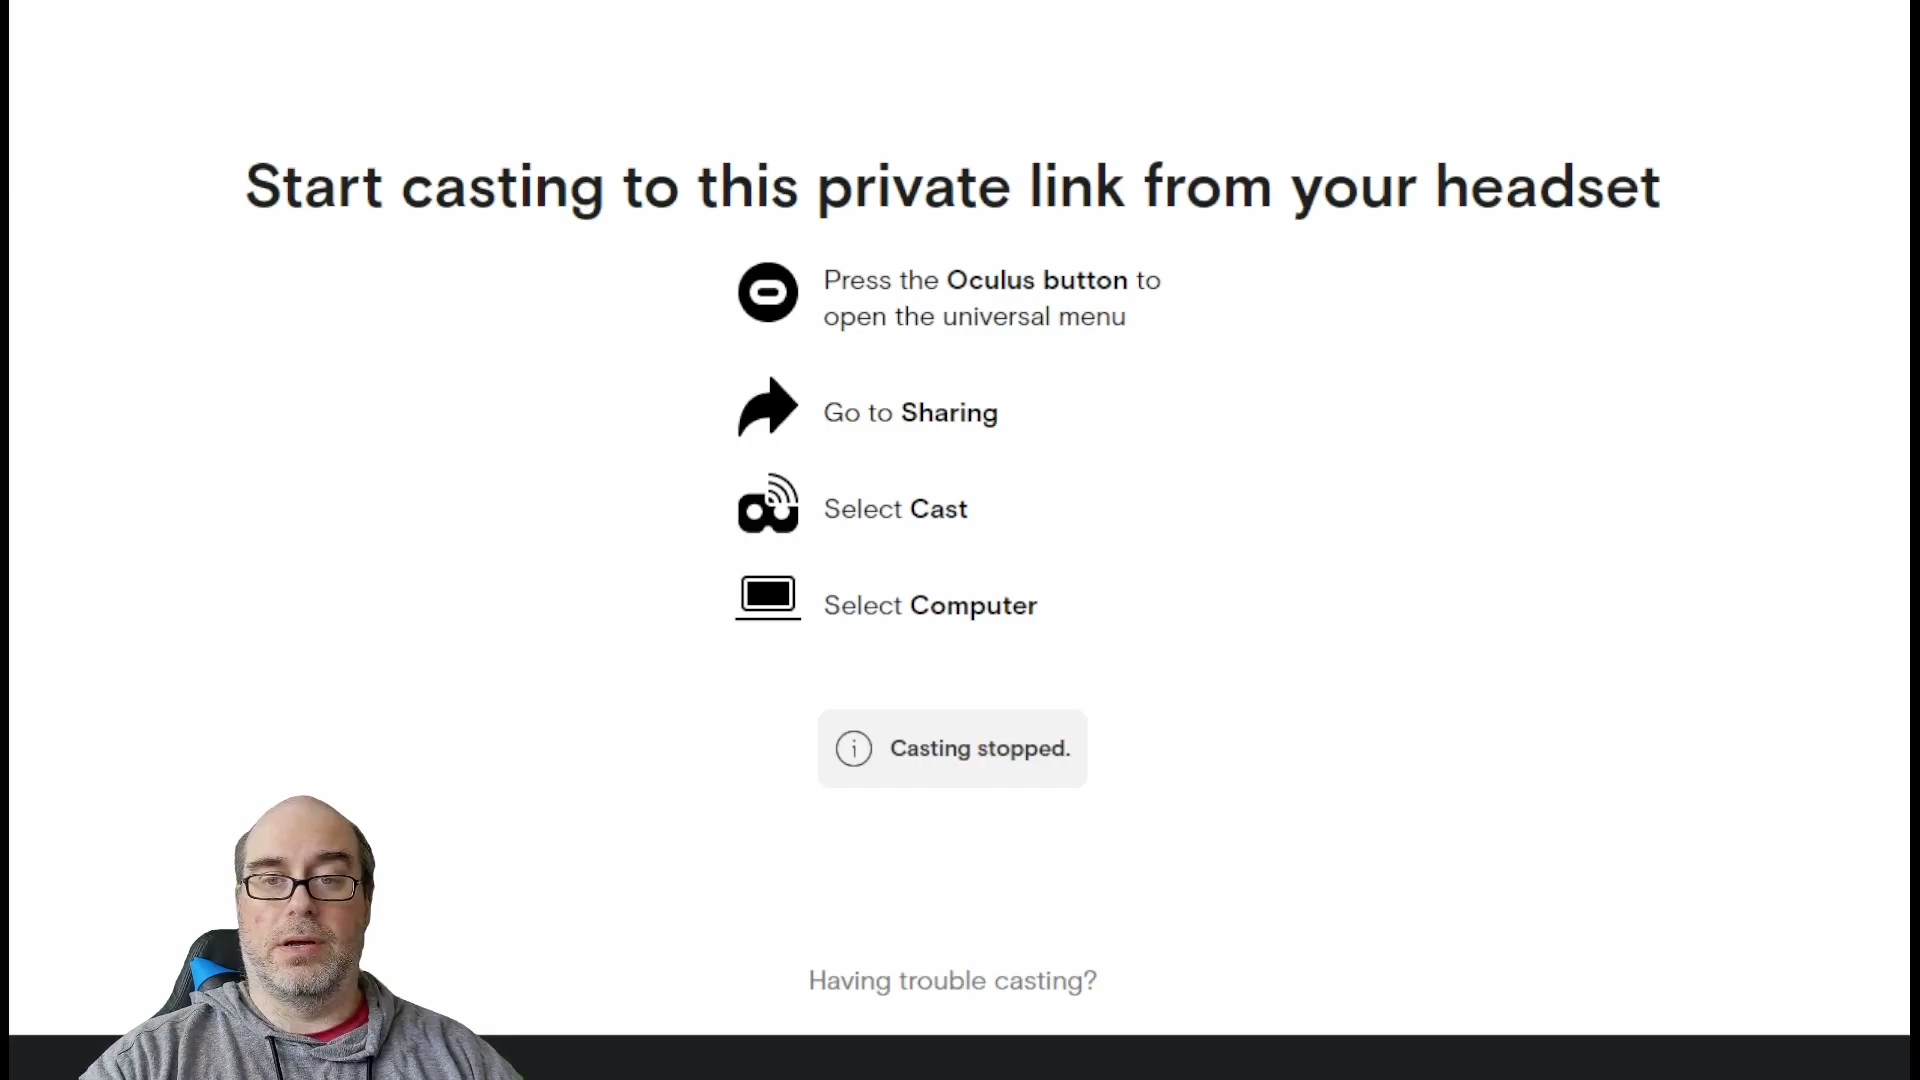 Start casting to this private link from your headset
Press the Oculus button to
open the universal menu
Go to Sharing
Select Cast
Select Computer
Casting stopped.
Having trouble casting?